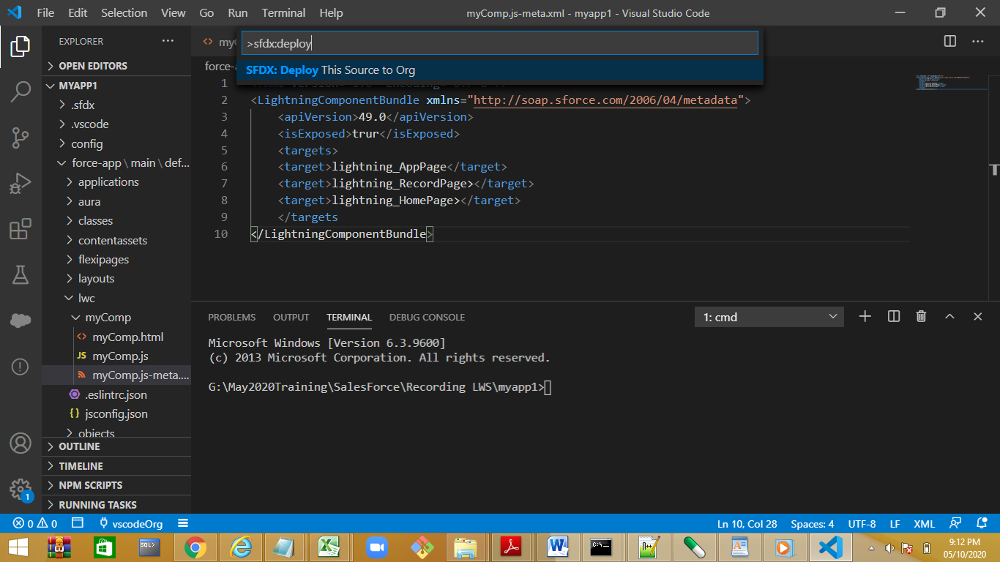 File Edit Selection View Go Run Terminal Help
myComp.js-meta.xml - myapp1 - Visual Studio Code
EXPLORER
OPEN EDITORS
MYAPP1
.sfdx
.vscode
config
force-app \ main \ def...
applications
aura
classes
contentassets
flexipages
layouts
lwc
myComp
myComp.html
JS myComp.js
myComp.js-meta....
.eslintrc.json
{} jsconfig.json
objects
OUTLINE
TIMELINE
NPM SCRIPTS
RUNNING TASKS
1
>sfdx:deploy
SFDX: Deploy This Source to Org
1
2 <LightningComponentBundle xmlns="http://soap.sforce.com/2006/04/metadata">
3 <apiVersion>49.0</apiVersion>
4 <isExposed>trur</isExposed>
5 <targets>
6 <target>lightning_AppPage</target>
7 <target>lightning_RecordPage></target>
8 <target>lightning_HomePage></target>
9 </targets
10 </LightningComponentBundle>
PROBLEMS OUTPUT TERMINAL DEBUG CONSOLE
1: cmd
Microsoft Windows [Version 6.3.9600]
(c) 2013 Microsoft Corporation. All rights reserved.
G:\May2020Training\SalesForce\Recording LWS\myapp1>
0 0 vscodeOrg
Ln 10, Col 28 Spaces: 4 UTF-8 LF XML
SQL>
9:12 PM
05/10/2020